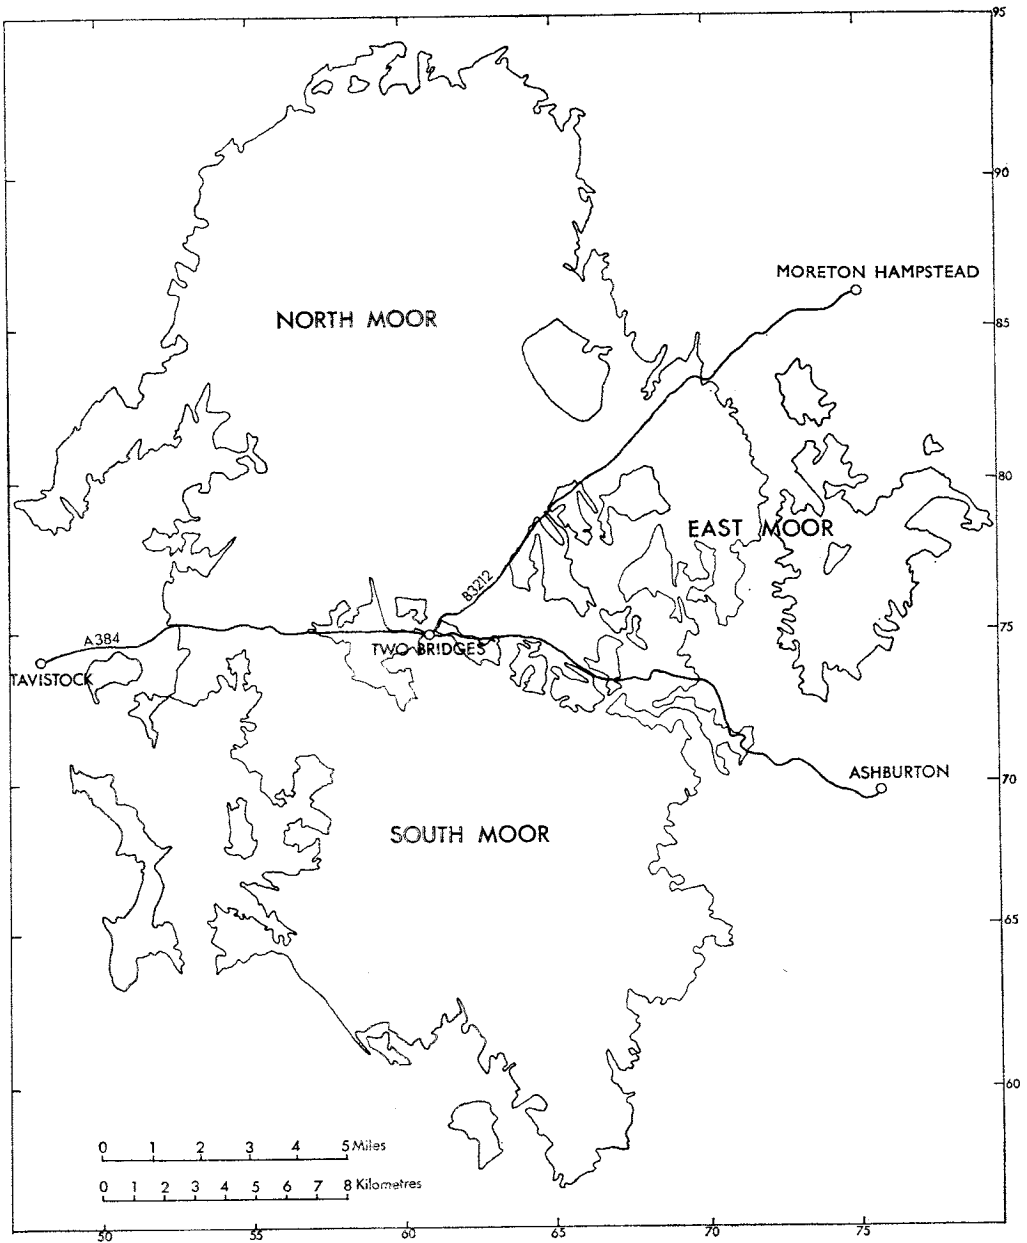 95
90
MORETON HAMPSTEAD
NORTH MOOR
85
80
EAST MOOR
B3212
75
A384
TWO BRIDGES
TAVISTOCK
ASHBURTON
70
SOUTH MOOR
65
60
0 1 2 3 4 5 Miles
0 1 2 3 4 5 6 7 8 Kilometres
50 55 60 65 70 75